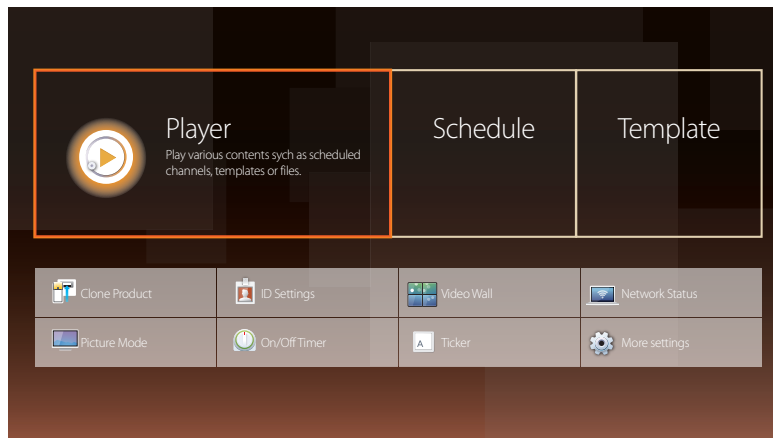 Player
Play various contents sych as scheduled
channels, templates or files.
Schedule
Template
Clone Product
ID Settings
Video Wall
Network Status
Picture Mode
On/Off Timer
A
Ticker
More settings